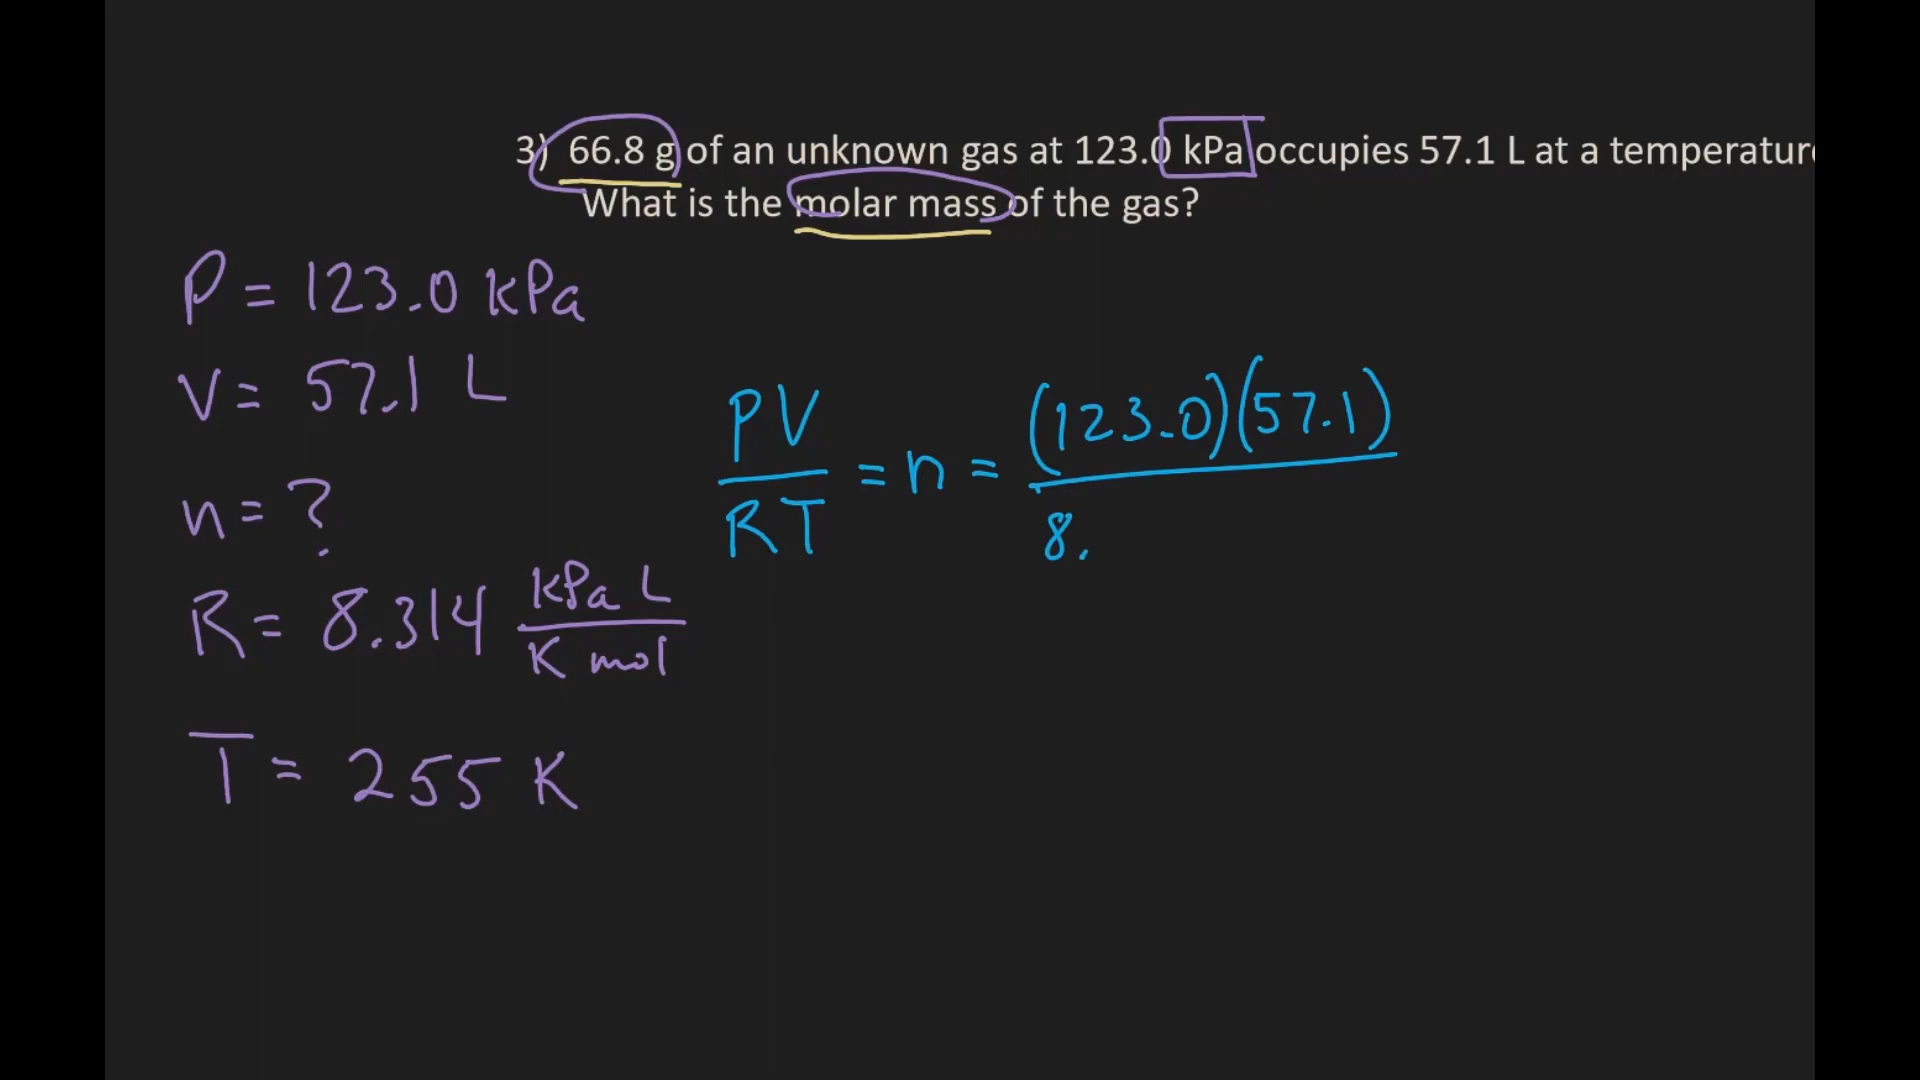 3) 66.8 g of an unknown gas at 123.0 kPa occupies 57.1 L at a temperature
What is the molar mass of the gas?
P = 123.0 kPa
V = 57.1 L
n = ?
R = 8.314 kPa L / K mol
T = 255 K
PV / RT = n = (123.0)(57.1) / 8.